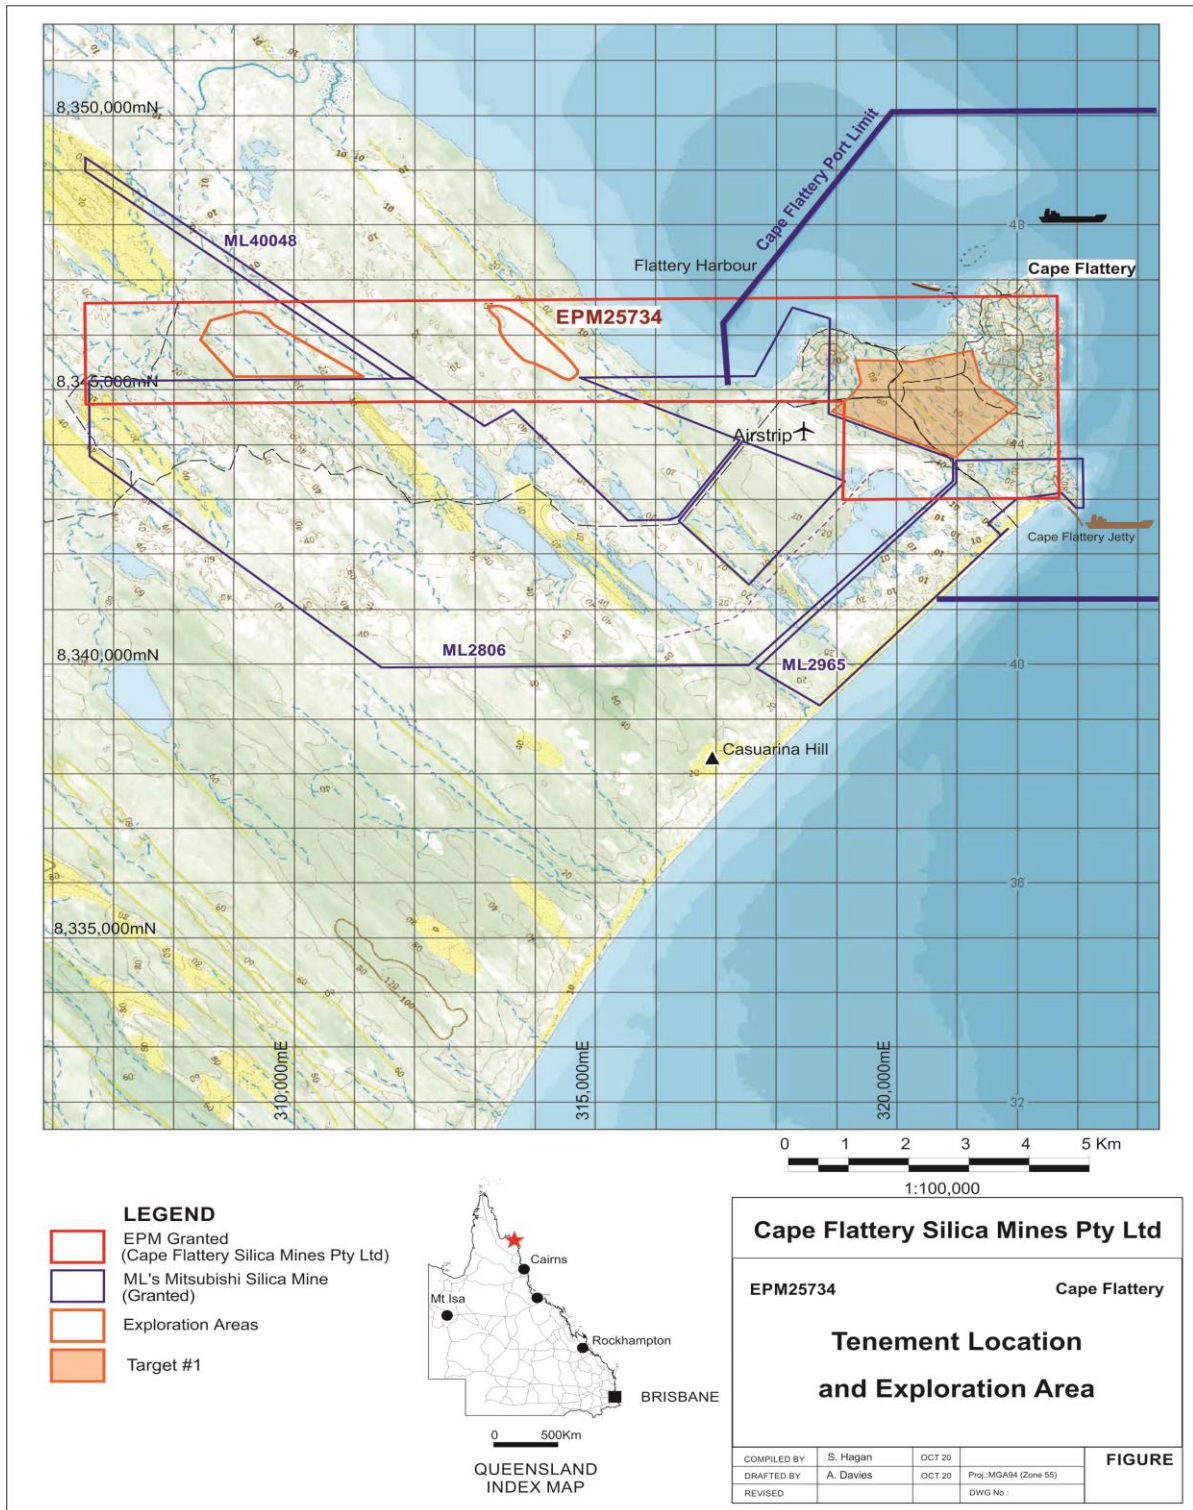 8,350,000mN
Cape Flattery Port Limit
48
ML40048
Flattery Harbour
Cape Flattery
EPM25734
8,345,000mN
Airstrip
44
Cape Flattery Jetty
8,340,000mN
ML2806
ML2965
40
Casuarina Hill
36
8,335,000mN
310,000mE
315,000mE
320,000mE
32
0 1 2 3 4 5 Km
1:100,000
LEGEND
EPM Granted
(Cape Flattery Silica Mines Pty Ltd)
ML's Mitsubishi Silica Mine
(Granted)
Exploration Areas
Target #1
Cairns
Mt Isa
Rockhampton
BRISBANE
0 500Km
QUEENSLAND
INDEX MAP
Cape Flattery Silica Mines Pty Ltd
EPM25734 Cape Flattery
Tenement Location
and Exploration Area
COMPILED BY S. Hagan OCT 20 FIGURE
DRAFTED BY A. Davies OCT 20 Proj.:MGA94 (Zone 55)
REVISED DWG No :